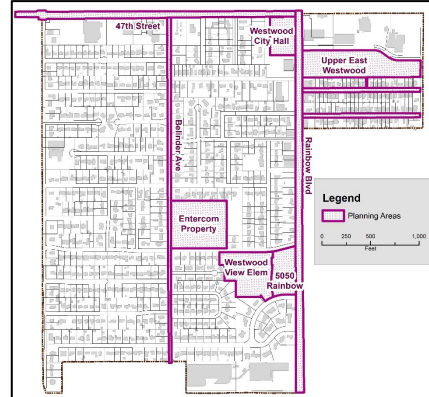 47th Street
Westwood
City Hall
Upper East
Westwood
Belinder Ave
Rainbow Blvd
Entercom
Property
Westwood
View Elem
5050
Rainbow
Legend
Planning Areas
0 250 500 1,000
Feet